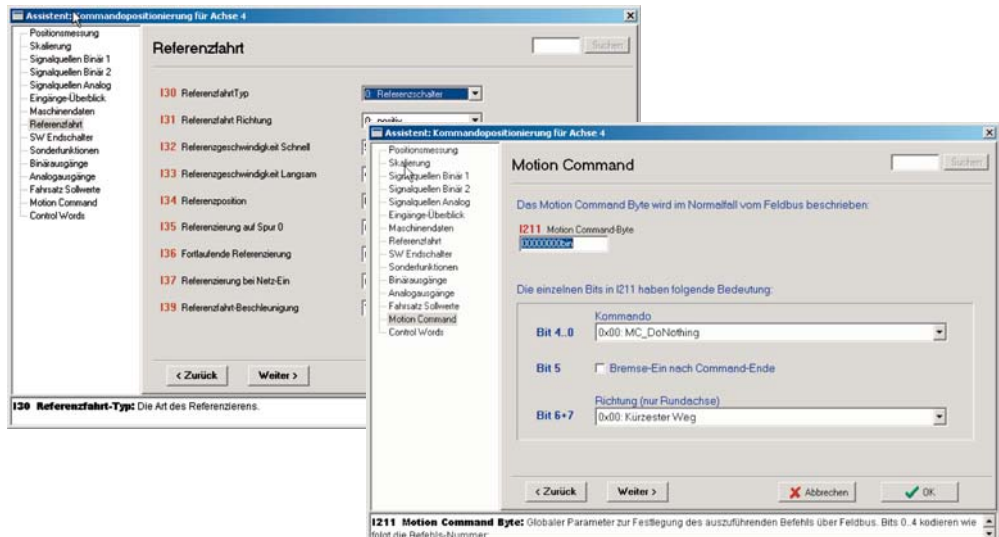 Assistent: Kommandopositionierung für Achse 4
Positionsmessung
Skalierung
Signalquellen Binär 1
Signalquellen Binär 2
Signalquellen Analog
Eingänge-Überblick
Maschinendaten
Referenzfahrt
SW Endschalter
Sonderfunktionen
Binärausgänge
Analogausgänge
Fahrsatz Sollwerte
Motion Command
Control Words
Referenzfahrt
Suchen
I30 ReferenzfahrtTyp
0: Referenzschalter
I31 Referenzfahrt Richtung
0: positiv
I32 Referenzgeschwindigkeit Schnell
I33 Referenzgeschwindigkeit Langsam
I34 Referenzposition
I35 Referenzierung auf Spur 0
I36 Fortlaufende Referenzierung
I37 Referenzierung bei Netz-Ein
I39 Referenzfahrt-Beschleunigung
< Zurück
Weiter >
I30 Referenzfahrt-Typ: Die Art des Referenzierens.
Assistent: Kommandopositionierung für Achse 4
Positionsmessung
Skalierung
Signalquellen Binär 1
Signalquellen Binär 2
Signalquellen Analog
Eingänge-Überblick
Maschinendaten
Referenzfahrt
SW Endschalter
Sonderfunktionen
Binärausgänge
Analogausgänge
Fahrsatz Sollwerte
Motion Command
Control Words
Motion Command
Suchen
Das Motion Command Byte wird im Normalfall vom Feldbus beschrieben:
I211 Motion Command-Byte
00000000bin
Die einzelnen Bits in I211 haben folgende Bedeutung:
Kommando
Bit 4..0
0x00: MC_DoNothing
Bit 5
Bremse-Ein nach Command-Ende
Richtung (nur Rundachse)
Bit 6+7
0x00: Kürzester Weg
< Zurück
Weiter >
Abbrechen
OK
I211 Motion Command Byte: Globaler Parameter zur Festlegung des auszuführenden Befehls über Feldbus. Bits 0..4 kodieren wie
folgt die Befehls-Nummer: